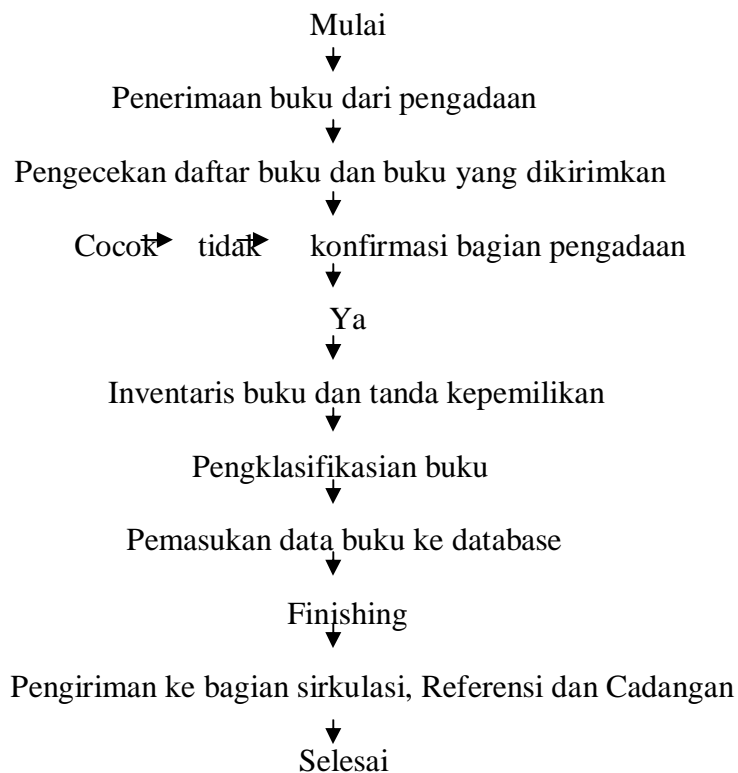 Mulai
Penerimaan buku dari pengadaan
Pengecekan daftar buku dan buku yang dikirimkan
Cocok tidak konfirmasi bagian pengadaan
Ya
Inventaris buku dan tanda kepemilikan
Pengklasifikasian buku
Pemasukan data buku ke database
Finishing
Pengiriman ke bagian sirkulasi, Referensi dan Cadangan
Selesai